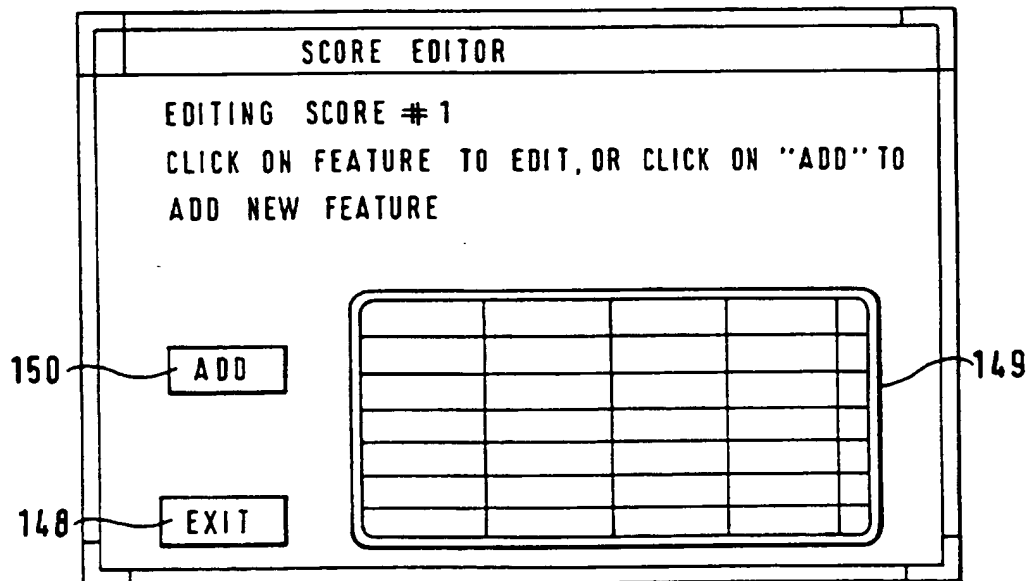 SCORE EDITOR
EDITING SCORE # 1
CLICK ON FEATURE TO EDIT, OR CLICK ON "ADD" TO
ADD NEW FEATURE
150
ADD
149
148
EXIT